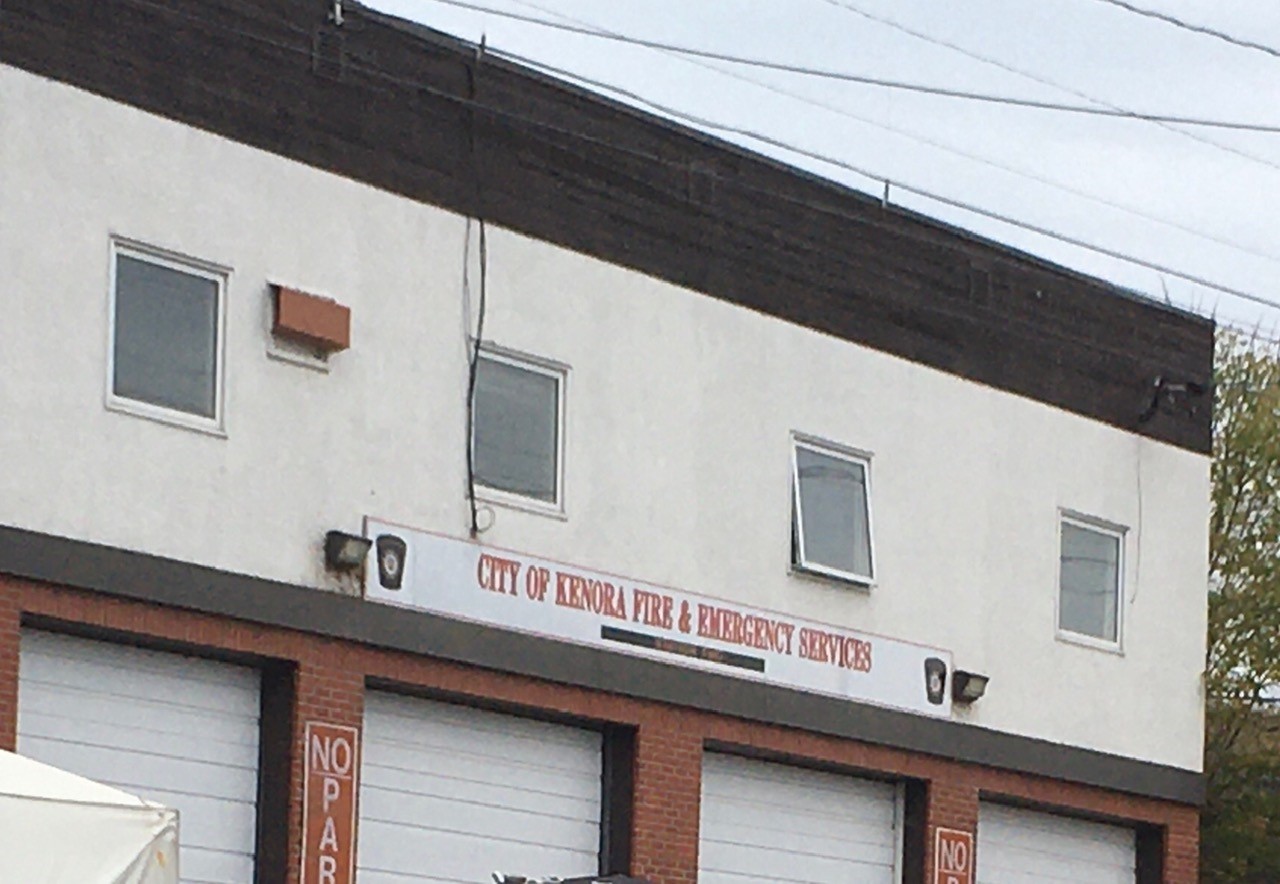 CITY OF KENORA FIRE & EMERGENCY SERVICES
NO
PAR
NO
P